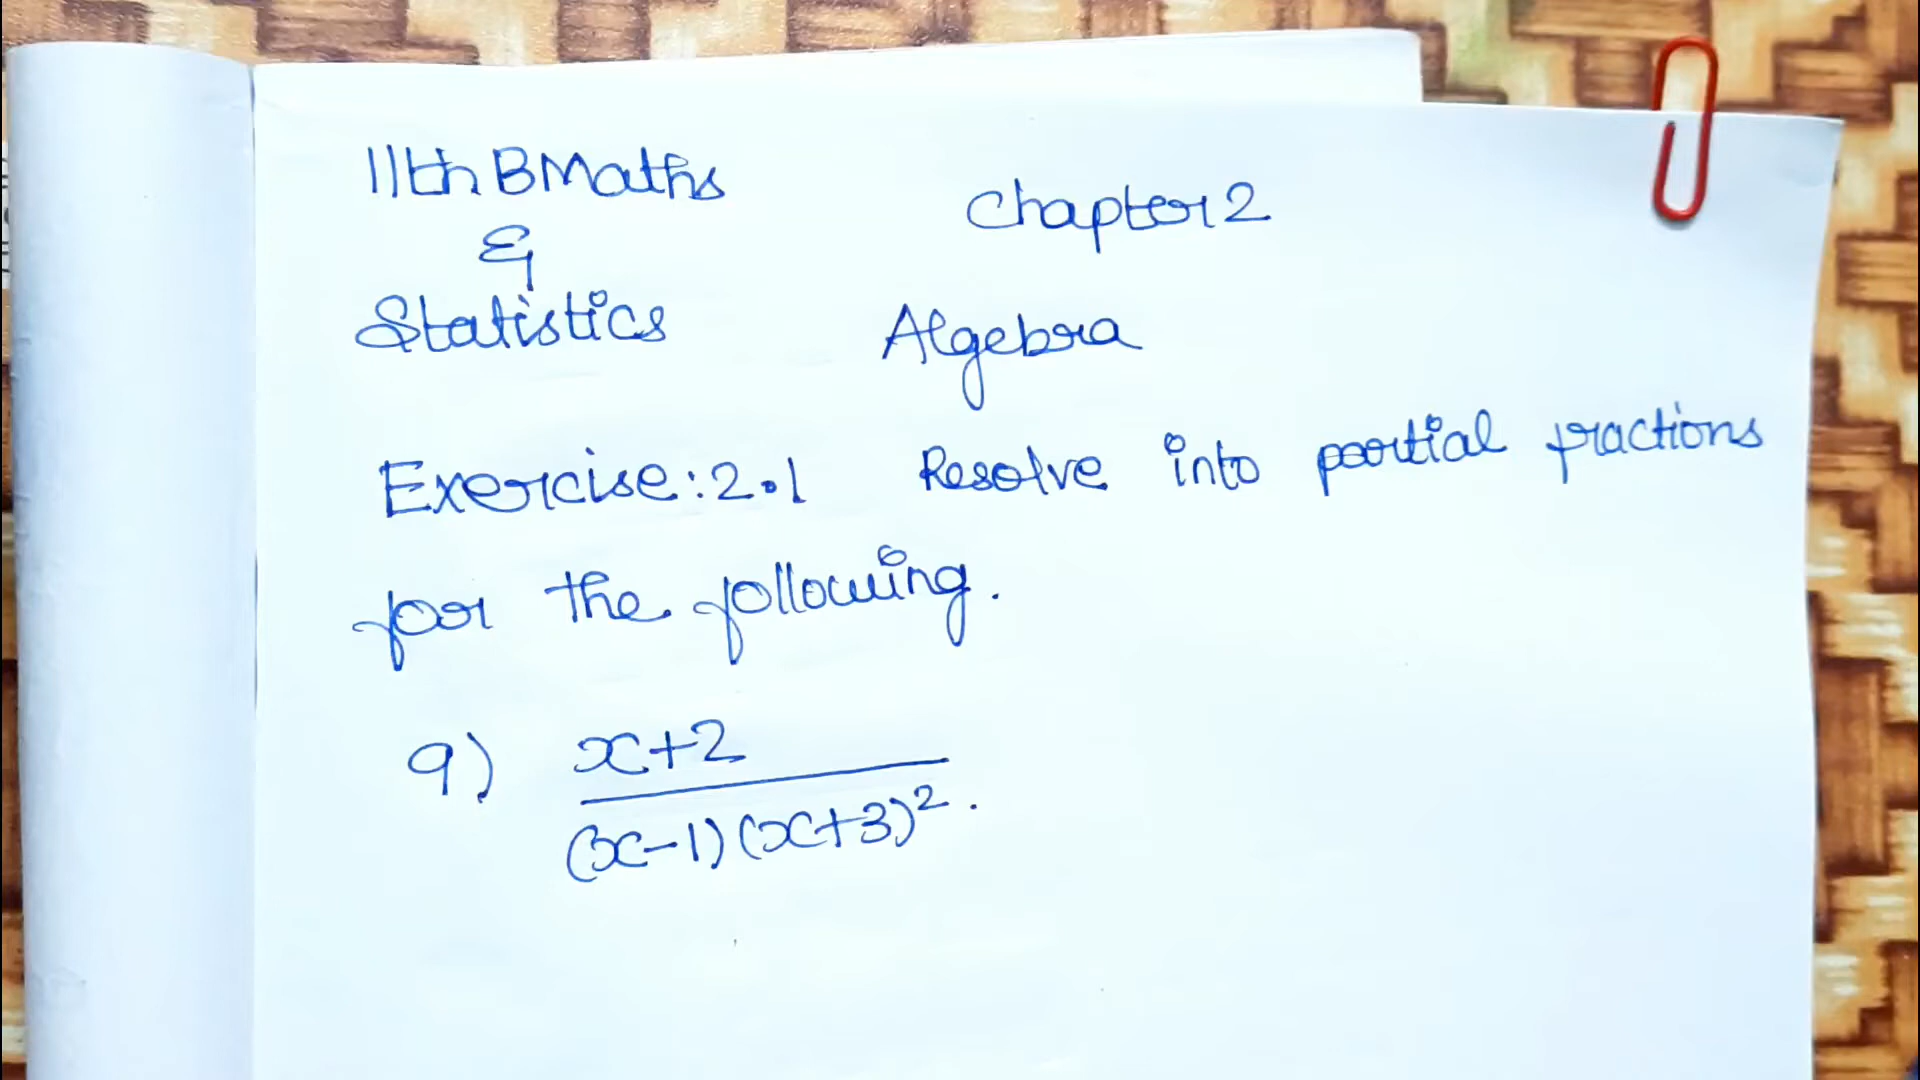 11th BMaths
&
Statistics
Chapter 2
Algebra
Exercise: 2.1 Resolve into partial fractions
for the following.
9) x+2
(x-1)(x+3)².